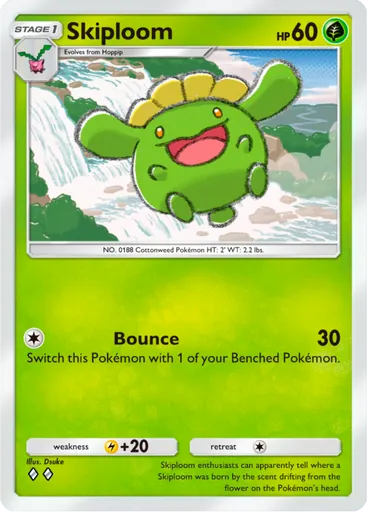 STAGE 1
Skiploom
HP 60
Evolves from Hoppip
NO. 0188 Cottonweed Pokémon HT: 2' WT: 2.2 lbs.
Bounce 30
Switch this Pokémon with 1 of your Benched Pokémon.
weakness +20 retreat
Illus. Dsuke
Skiploom enthusiasts can apparently tell where a
Skiploom was born by the scent drifting from the
flower on the Pokémon's head.